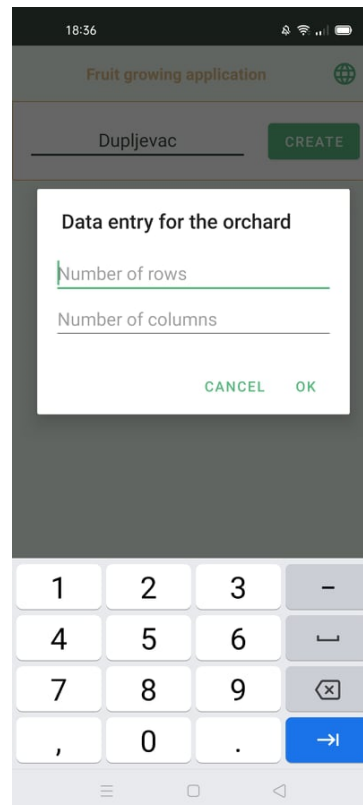 18:36
Fruit growing application
Dupljevac
CREATE
Data entry for the orchard
Number of rows
Number of columns
CANCEL OK
1 2 3 -
4 5 6
7 8 9
, 0 .